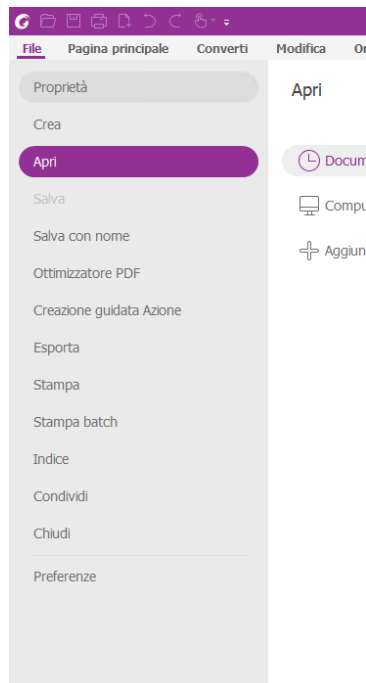 File Pagina principale Converti Modifica
Proprietà
Apri
Crea
Apri
Salva
Salva con nome
Ottimizzatore PDF
Creazione guidata Azione
Esporta
Stampa
Stampa batch
Indice
Condividi
Chiudi
Preferenze